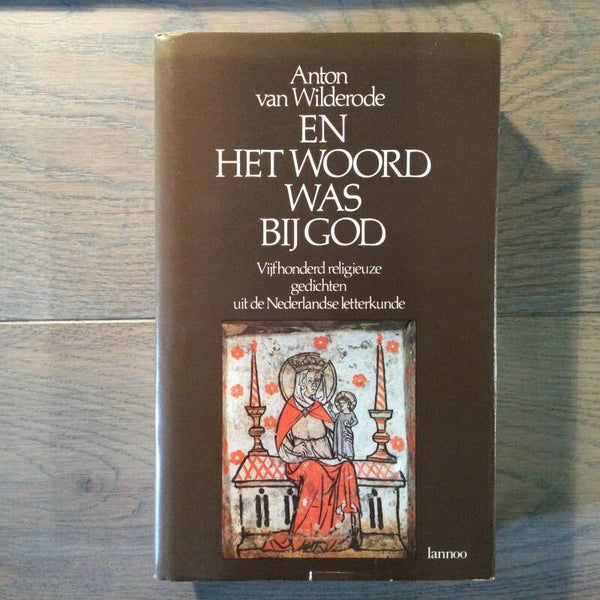 Anton
van Wilderode
EN
HET WOORD
WAS
BIJ GOD
Vijfhonderd religieuze
gedichten
uit de Nederlandse letterkunde
lannoo